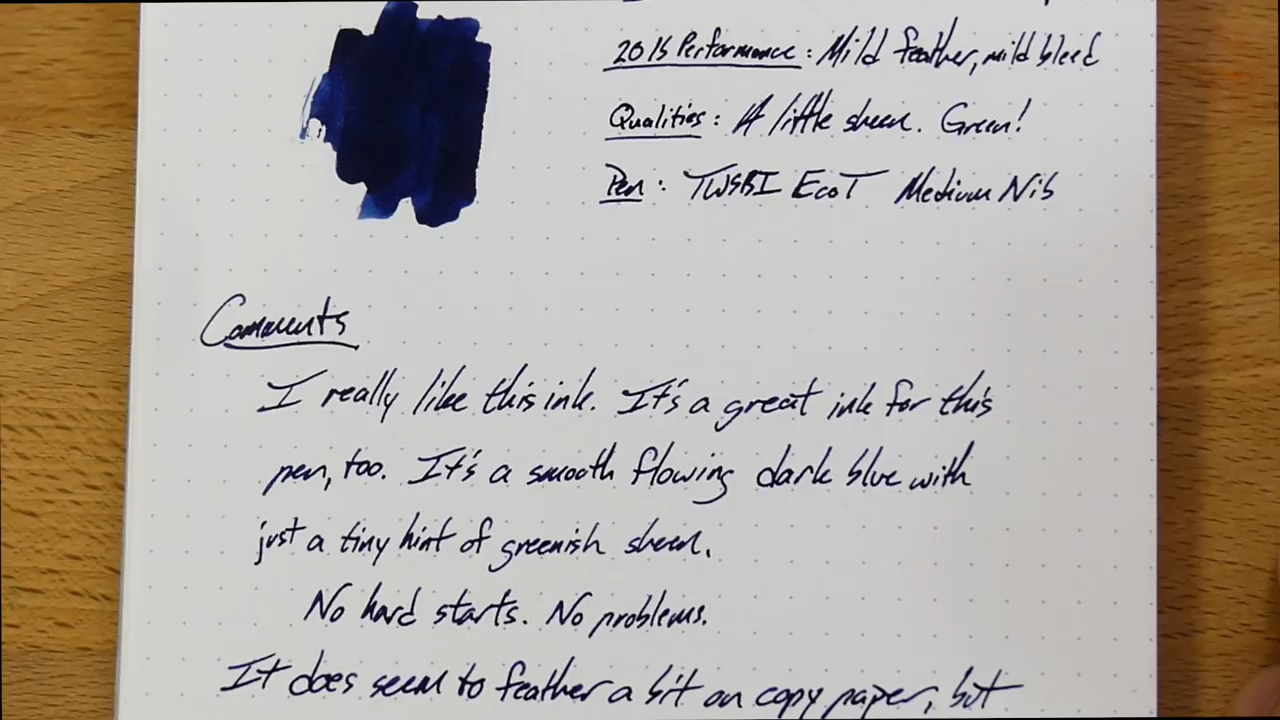 20 lb Performance: Mild feather, mild bleed
Qualities: A little sheen. Green!
Pen: TWSBI Eco T Medium Nib
Comments
I really like this ink. It's a great ink for this
pen, too. It's a smooth flowing dark blue with
just a tiny hint of greenish sheen.
No hard starts. No problems.
It does seem to feather a bit on copy paper, but